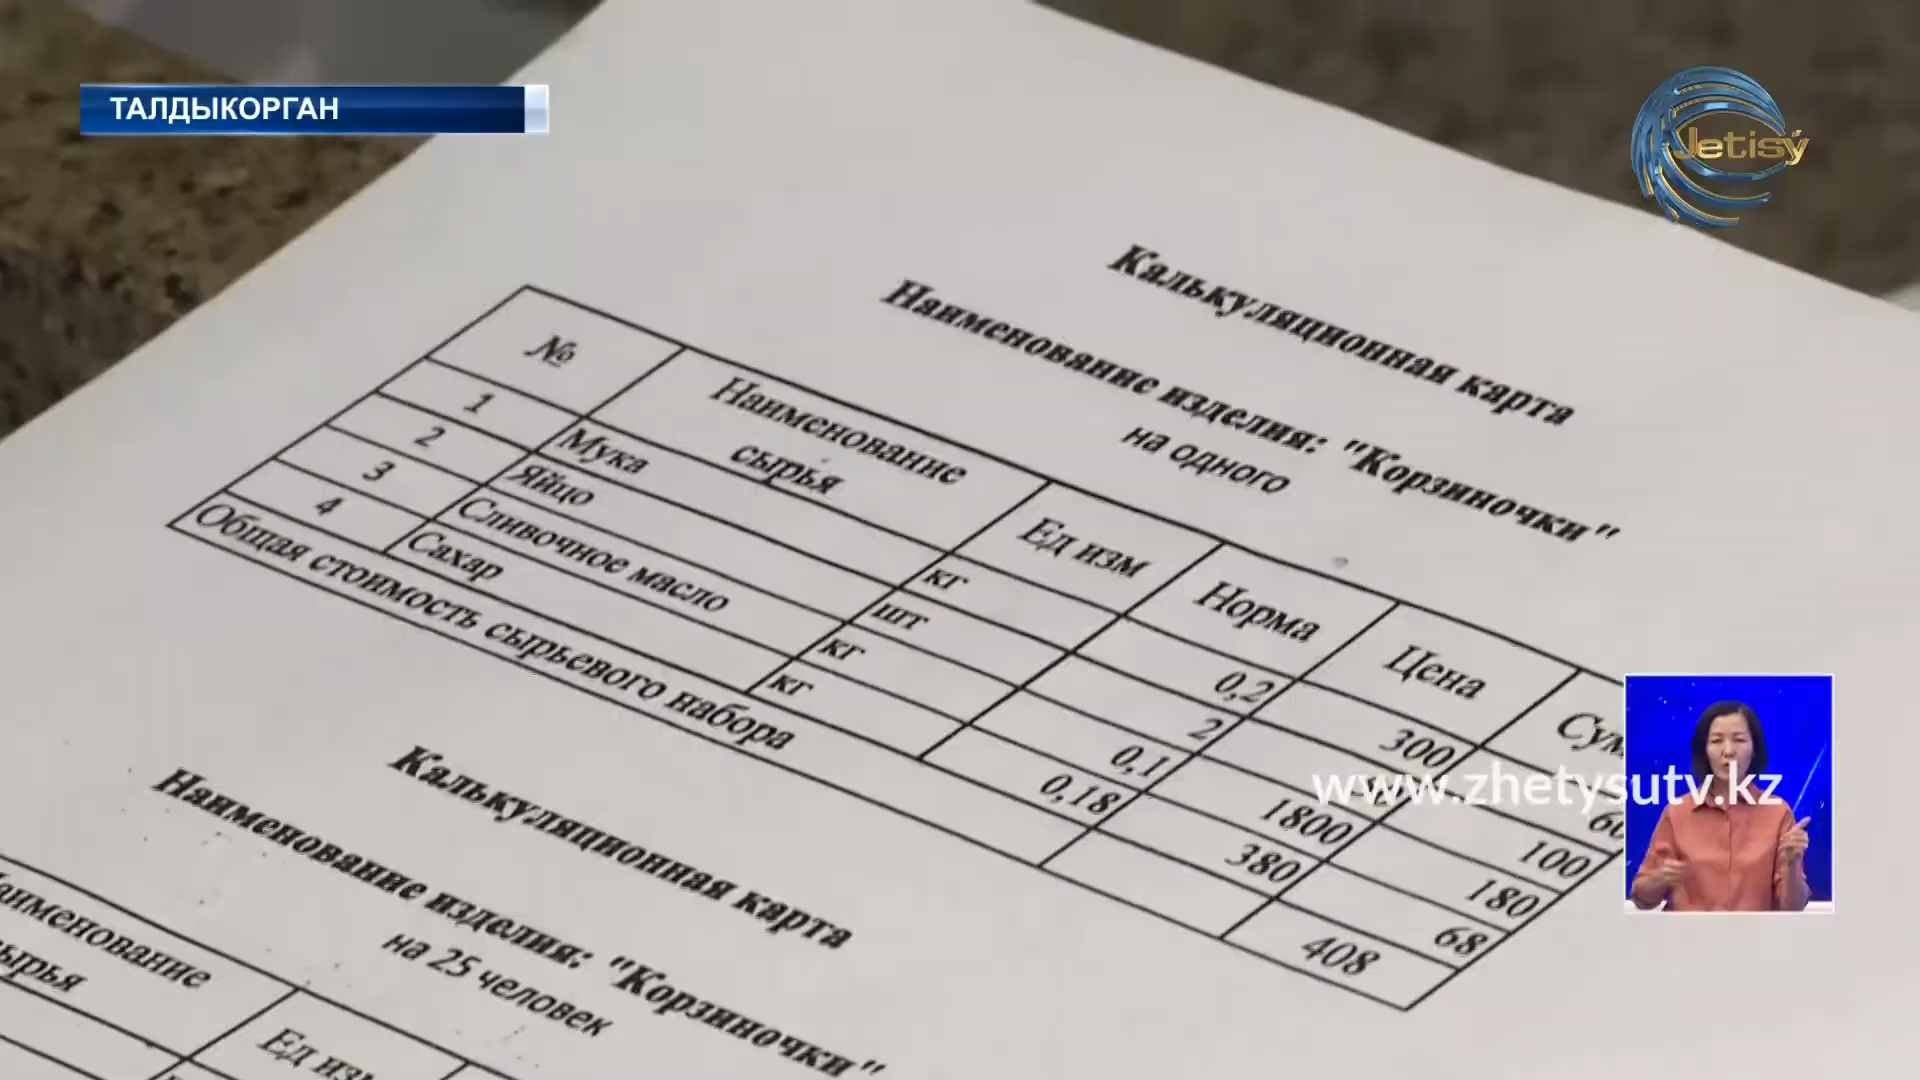 ТАЛДЫКОРГАН
Jetisý
Калькуляционная карта
Наименование изделия: "Корзиночки"
на одного
№ Наименование сырья Ед изм Норма Цена
1 Мука кг 0,2 300
2 Яйцо шт 2 100
3 Сливочное масло кг 0,1 1800 180
4 Сахар кг 0,18 380 68
Общая стоимость сырьевого набора 408
www.zhetysutv.kz
Калькуляционная карта
Наименование изделия: "Корзиночки"
на 25 человек
Ед изм